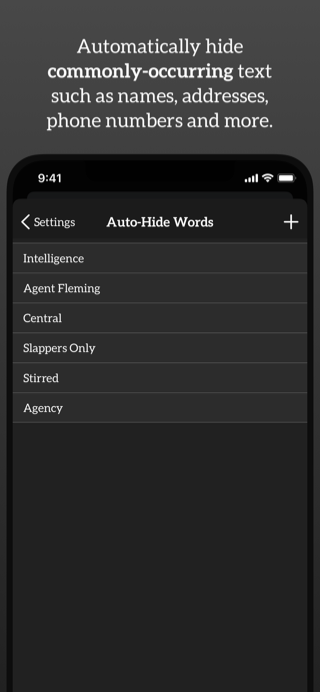 Automatically hide
commonly-occurring text
such as names, addresses,
phone numbers and more.
9:41
Settings
Auto-Hide Words
+
Intelligence
Agent Fleming
Central
Slappers Only
Stirred
Agency